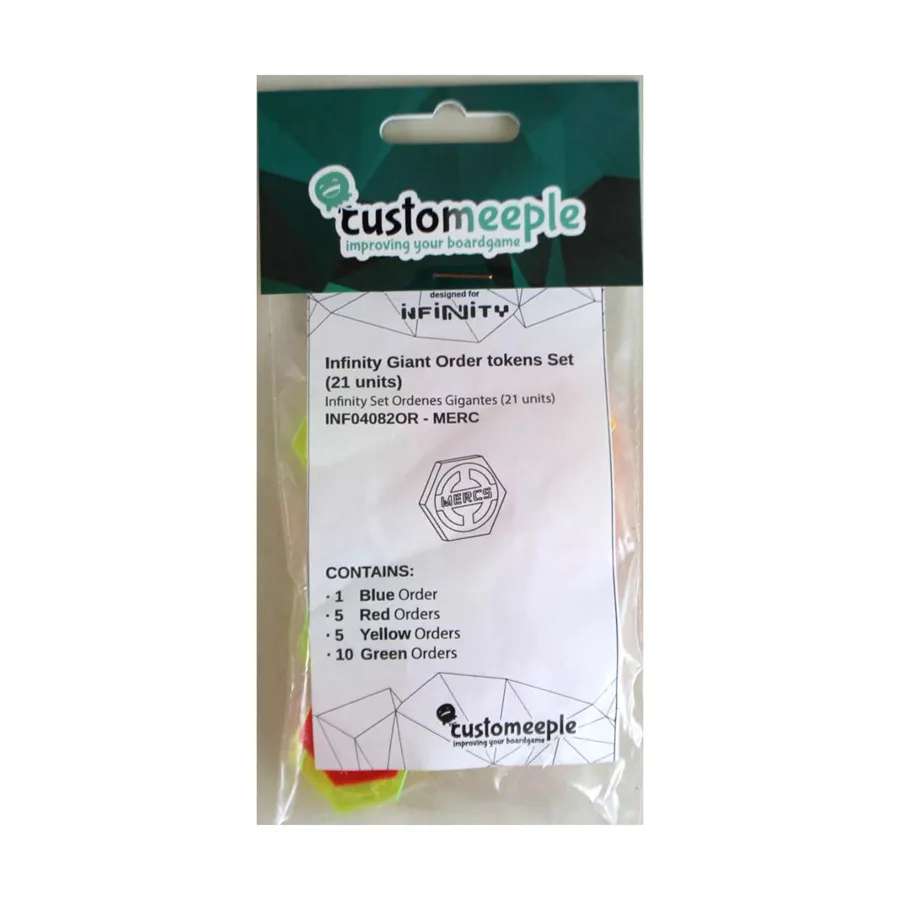 customeeple
improving your boardgame
designed for
iNFiNiTY
Infinity Giant Order tokens Set
(21 units)
Infinity Set Ordenes Gigantes (21 units)
INF04082OR - MERC
MERCS
CONTAINS:
· 1 Blue Order
· 5 Red Orders
· 5 Yellow Orders
· 10 Green Orders
customeeple
improving your boardgame